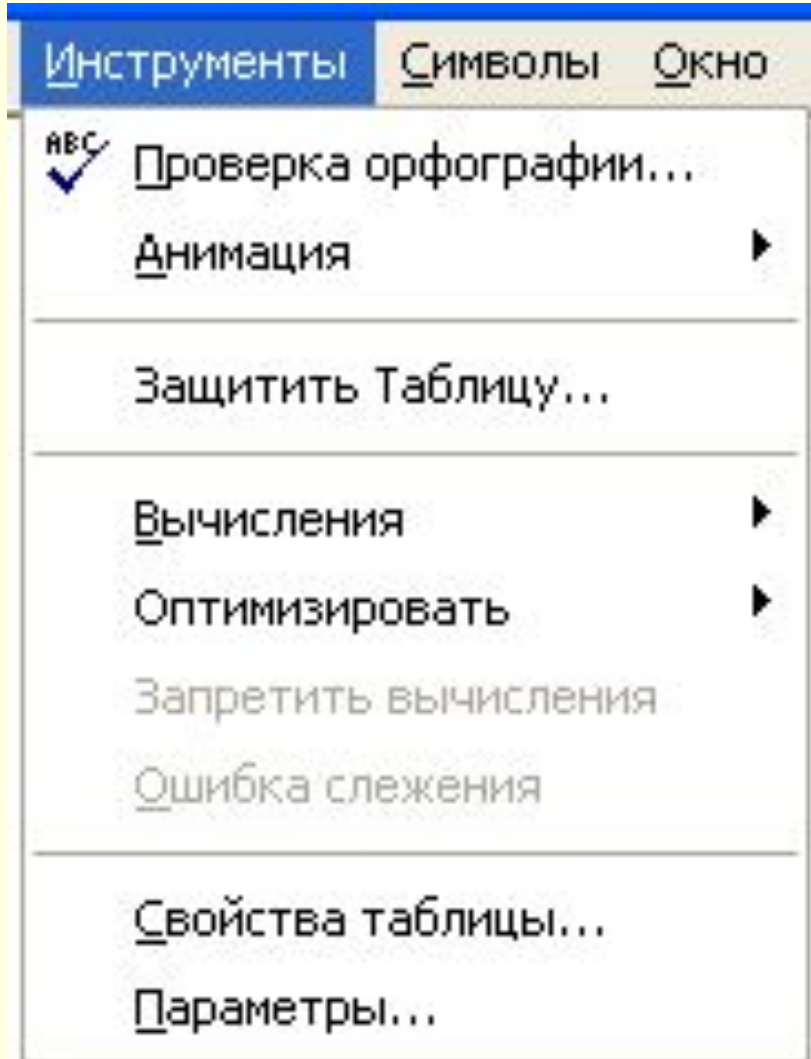 Инструменты Символы Окно
ABC Проверка орфографии...
Анимация
Защитить Таблицу...
Вычисления
Оптимизировать
Запретить вычисления
Ошибка слежения
Свойства таблицы...
Параметры...